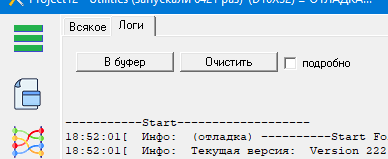 Всякое Логи
В буфер Очистить подробно
-----------Start--------------------
18:52:01[ Инфо: (отладка) ----------Start Fo
18:52:01[ Инфо: Текущая версия: Version 222